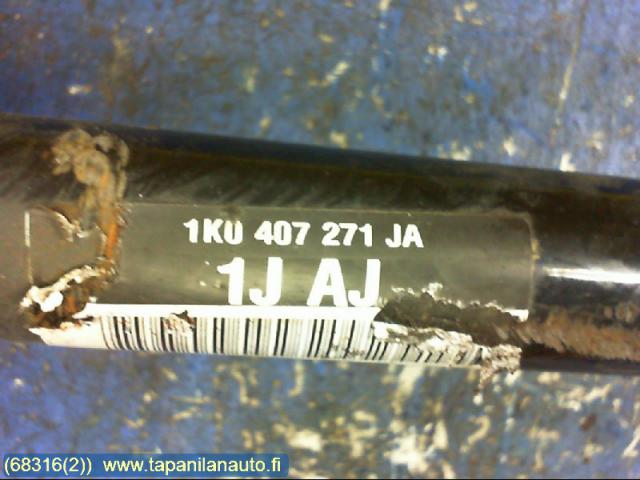 1K0 407 271 JA
1J AJ
(68316(2)) www.tapanilanauto.fi